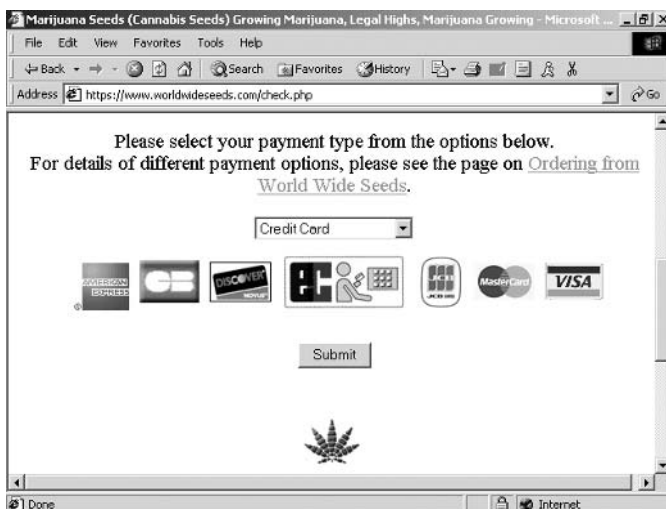 Marijuana Seeds (Cannabis Seeds) Growing Marijuana, Legal Highs, Marijuana Growing - Microsoft ...
File Edit View Favorites Tools Help
Back Search Favorites History
Address https://www.worldwideseeds.com/check.php Go
Please select your payment type from the options below.
For details of different payment options, please see the page on Ordering from
World Wide Seeds.
Credit Card
AMERICAN
EXPRESS
CB
DISCOVER
NOVUS
ec
JCB
MasterCard
VISA
Submit
Done Internet